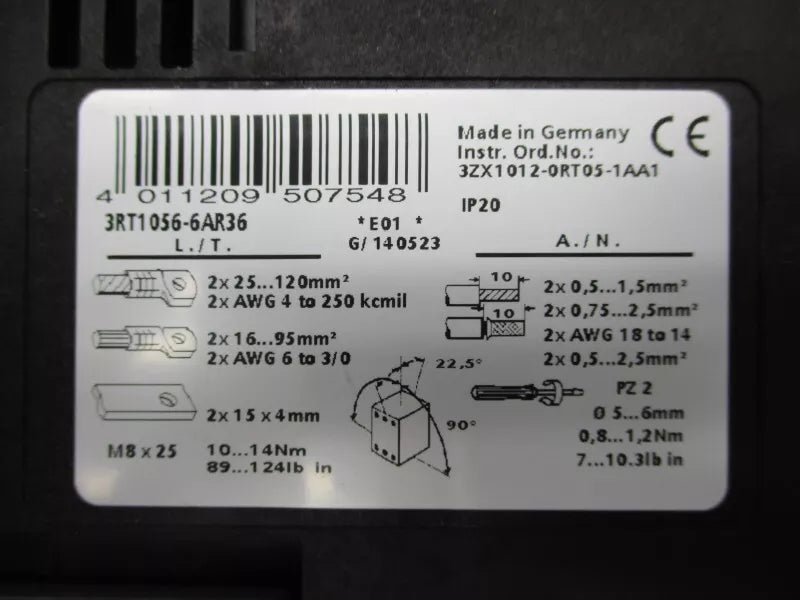 4 011209 507548
3RT1056-6AR36
*E01 *
G/ 140523
Made in Germany
Instr. Ord.No.:
3ZX1012-0RT05-1AA1
CE
IP20
L./T.
2x 25...120mm²
2x AWG 4 to 250 kcmil
2x 16...95mm²
2x AWG 6 to 3/0
2x 15 x 4mm
M8 x 25
10...14Nm
89...124lb in
22,5°
90°
A./N.
10
2x 0,5...1,5mm²
10
2x 0,75...2,5mm²
2x AWG 18 to 14
2x 0,5...2,5mm²
PZ 2
Ø 5...6mm
0,8...1,2Nm
7...10.3lb in